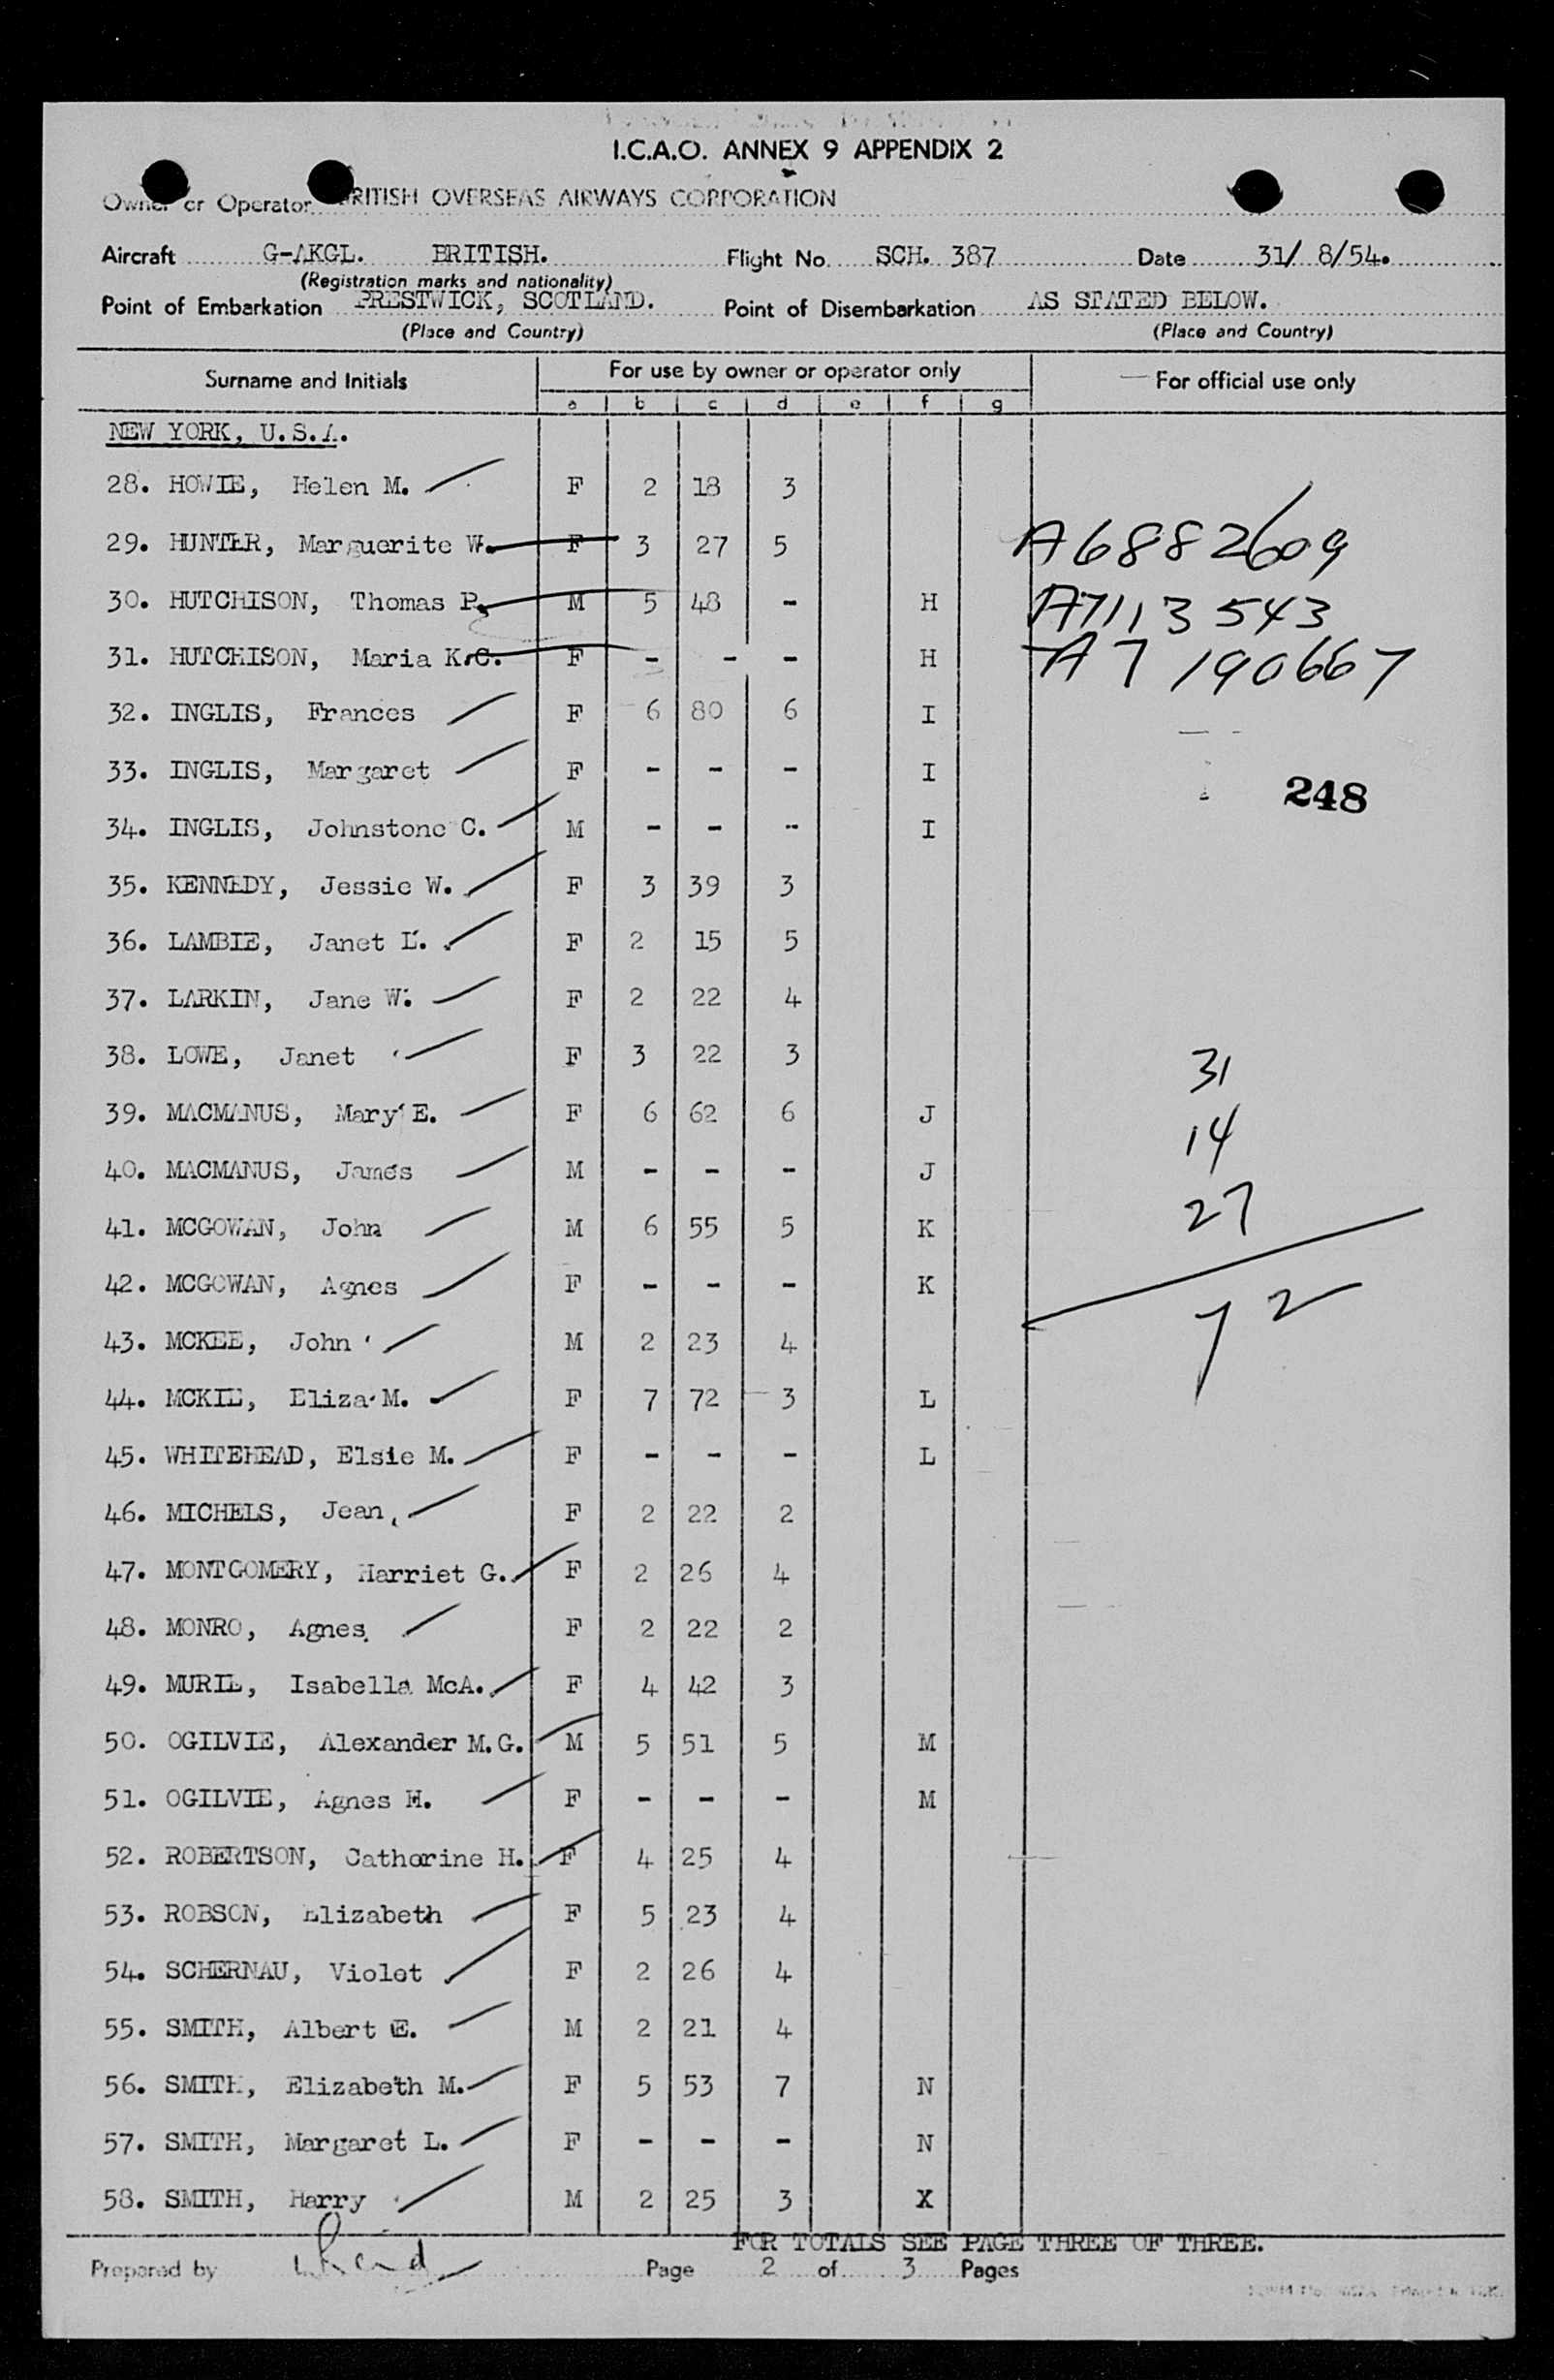 I.C.A.O. ANNEX 9 APPENDIX 2
Owner or Operator BRITISH OVERSEAS AIRWAYS CORPORATION
Aircraft G-AKGL. BRITISH. Flight No. SCH. 387 Date 31/ 8/54.
(Registration marks and nationality)
Point of Embarkation PRESTWICK, SCOTLAND. Point of Disembarkation AS STATED BELOW.
(Place and Country) (Place and Country)
Surname and Initials For use by owner or operator only For official use only
a b c d e f g
NEW YORK, U.S.A.
28. HOWIE, Helen M. F 2 18 3
29. HUNTER, Marguerite W. F 3 27 5 A6882609
30. HUTCHISON, Thomas P. M 5 48 - H A7113543
31. HUTCHISON, Maria K.C. F - - - H A7190667
32. INGLIS, Frances F 6 80 6 I
33. INGLIS, Margaret F - - - I
248
34. INGLIS, Johnstone C. M - - - I
35. KENNEDY, Jessie W. F 3 39 3
36. LAMBIE, Janet L. F 2 15 5
37. LARKIN, Jane W. F 2 22 4
38. LOWE, Janet F 3 22 3 31
39. MACMANUS, Mary E. F 6 62 6 J 14
40. MACMANUS, James M - - - J
41. MCGOWAN, John M 6 55 5 K 27
42. MCGOWAN, Agnes F - - - K
43. MCKEE, John M 2 23 4 72
44. MCKIE, Eliza M. F 7 72 3 L
45. WHITEHEAD, Elsie M. F - - - L
46. MICHELS, Jean F 2 22 2
47. MONTGOMERY, Harriet G. F 2 26 4
48. MONRO, Agnes F 2 22 2
49. MURIE, Isabella McA. F 4 42 3
50. OGILVIE, Alexander M.G. M 5 51 5 M
51. OGILVIE, Agnes H. F - - - M
52. ROBERTSON, Catherine H. F 4 25 4
53. ROBSON, Elizabeth F 5 23 4
54. SCHERNAU, Violet F 2 26 4
55. SMITH, Albert E. M 2 21 4
56. SMITH, Elizabeth M. F 5 53 7 N
57. SMITH, Margaret L. F - - - N
58. SMITH, Harry M 2 25 3 X
FOR TOTALS SEE PAGE THREE OF THREE.
Prepared by Page 2 of 3 Pages